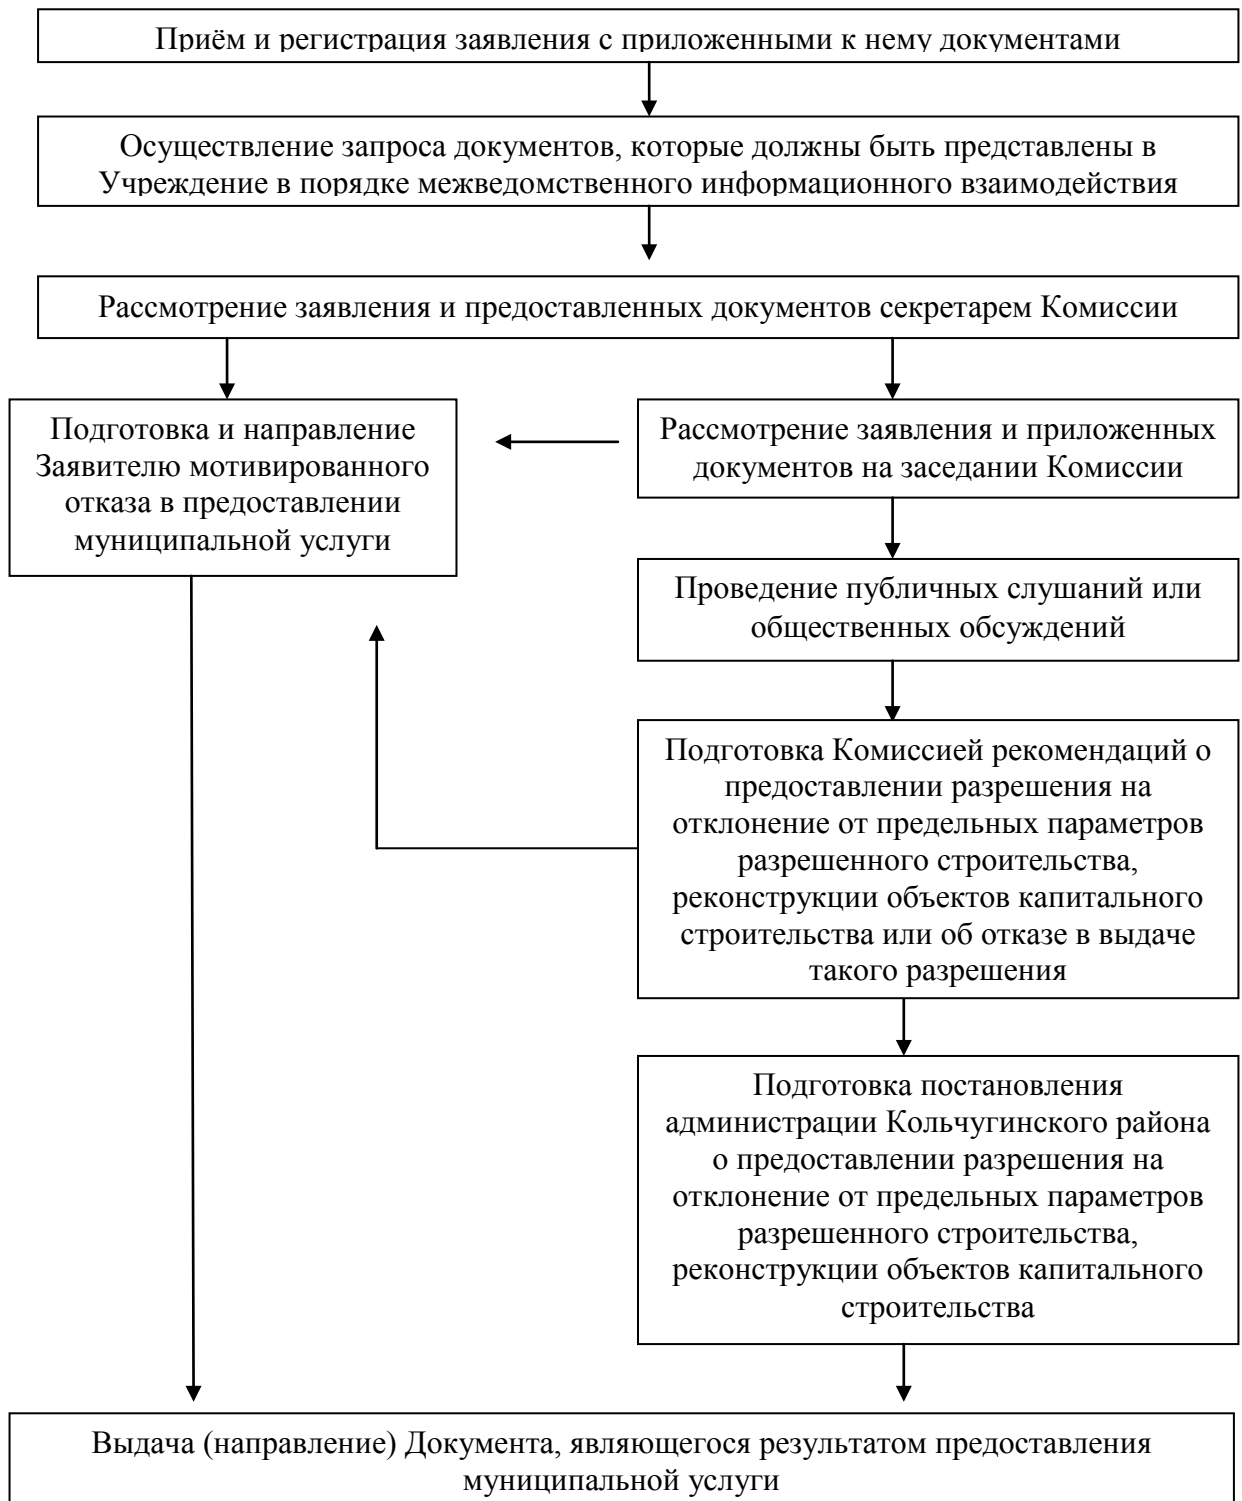 Приём и регистрация заявления с приложенными к нему документами
Осуществление запроса документов, которые должны быть представлены в
Учреждение в порядке межведомственного информационного взаимодействия
Рассмотрение заявления и предоставленных документов секретарем Комиссии
Подготовка и направление
Заявителю мотивированного
отказа в предоставлении
муниципальной услуги
Рассмотрение заявления и приложенных
документов на заседании Комиссии
Проведение публичных слушаний или
общественных обсуждений
Подготовка Комиссией рекомендаций о
предоставлении разрешения на
отклонение от предельных параметров
разрешенного строительства,
реконструкции объектов капитального
строительства или об отказе в выдаче
такого разрешения
Подготовка постановления
администрации Кольчугинского района
о предоставлении разрешения на
отклонение от предельных параметров
разрешенного строительства,
реконструкции объектов капитального
строительства
Выдача (направление) Документа, являющегося результатом предоставления
муниципальной услуги